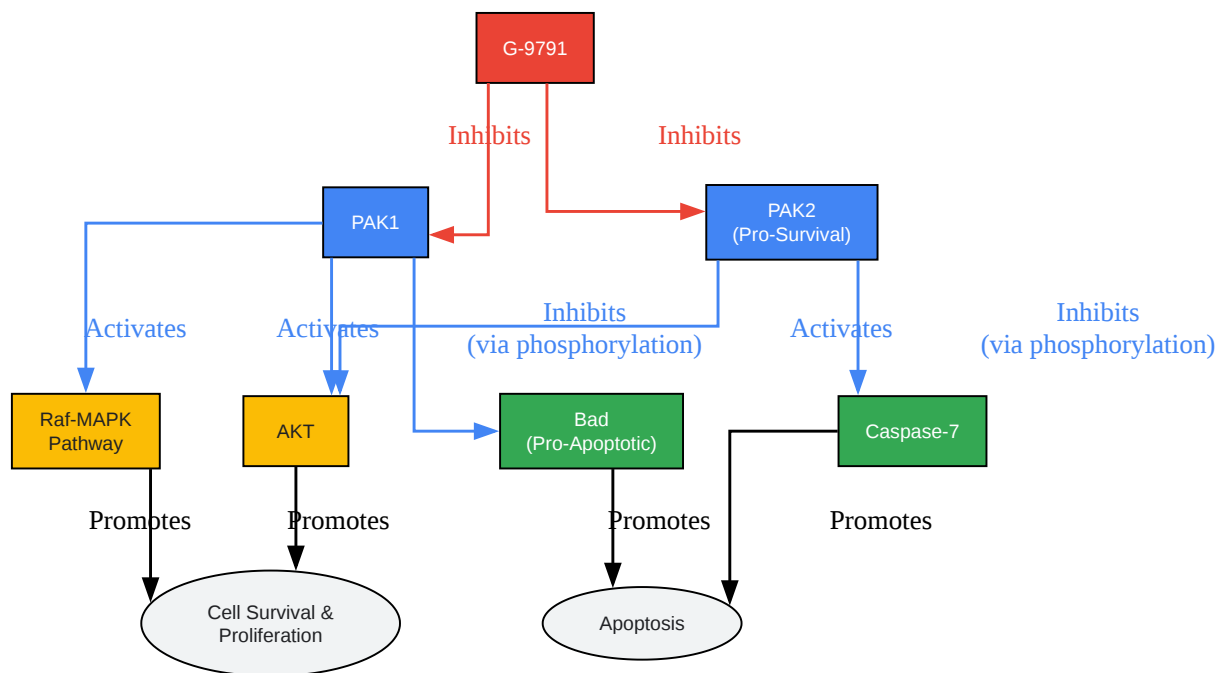 G-9791
Inhibits
Inhibits
PAK1
PAK2
(Pro-Survival)
Activates
Activates
Inhibits
(via phosphorylation)
Activates
Inhibits
(via phosphorylation)
Raf-MAPK
Pathway
AKT
Bad
(Pro-Apoptotic)
Caspase-7
Promotes
Promotes
Promotes
Promotes
Cell Survival &
Proliferation
Apoptosis